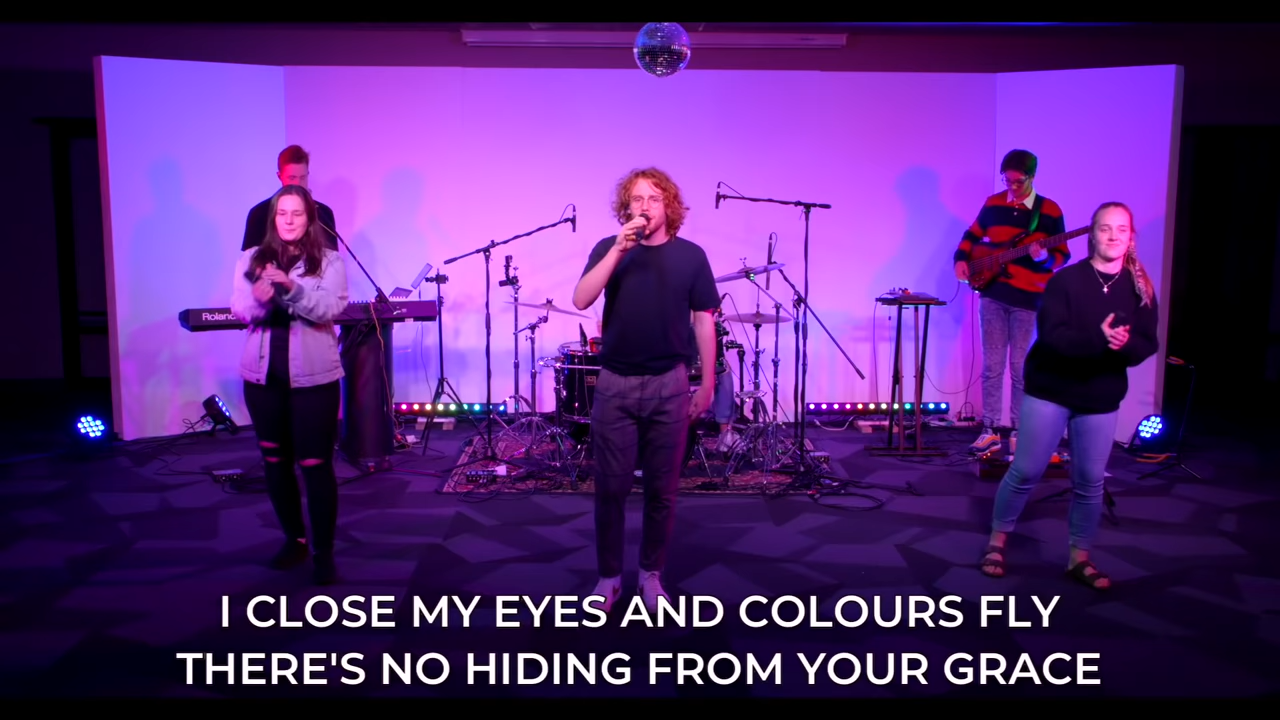 Roland
I CLOSE MY EYES AND COLOURS FLY
THERE'S NO HIDING FROM YOUR GRACE